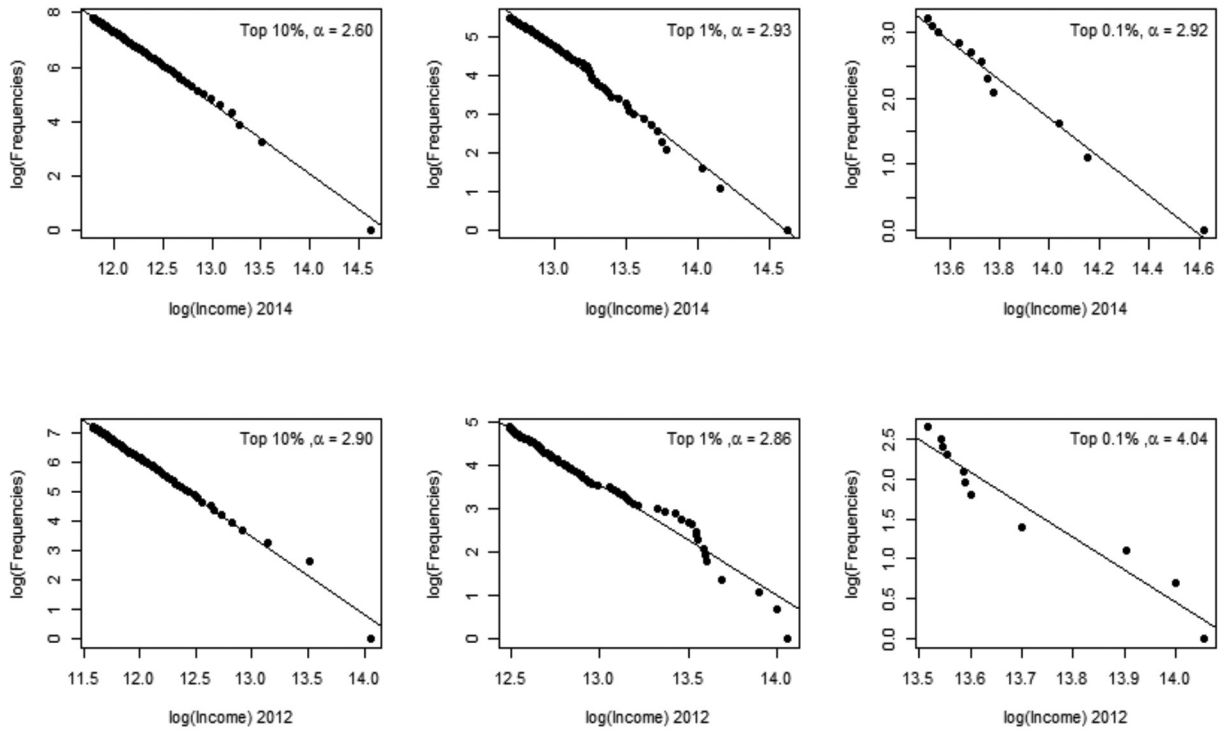 Top 10%, α = 2.60
log(Frequencies)
0 2 4 6 8
12.0 12.5 13.0 13.5 14.0 14.5
log(Income) 2014
Top 1%, α = 2.93
log(Frequencies)
0 1 2 3 4 5
13.0 13.5 14.0 14.5
log(Income) 2014
Top 0.1%, α = 2.92
log(Frequencies)
0.0 1.0 2.0 3.0
13.6 13.8 14.0 14.2 14.4 14.6
log(Income) 2014
Top 10% ,α = 2.90
log(Frequencies)
0 1 2 3 4 5 6 7
11.5 12.0 12.5 13.0 13.5 14.0
log(Income) 2012
Top 1% ,α = 2.86
log(Frequencies)
0 1 2 3 4 5
12.5 13.0 13.5 14.0
log(Income) 2012
Top 0.1%, α = 4.04
log(Frequencies)
0.0 0.5 1.0 1.5 2.0 2.5
13.5 13.6 13.7 13.8 13.9 14.0
log(Income) 2012